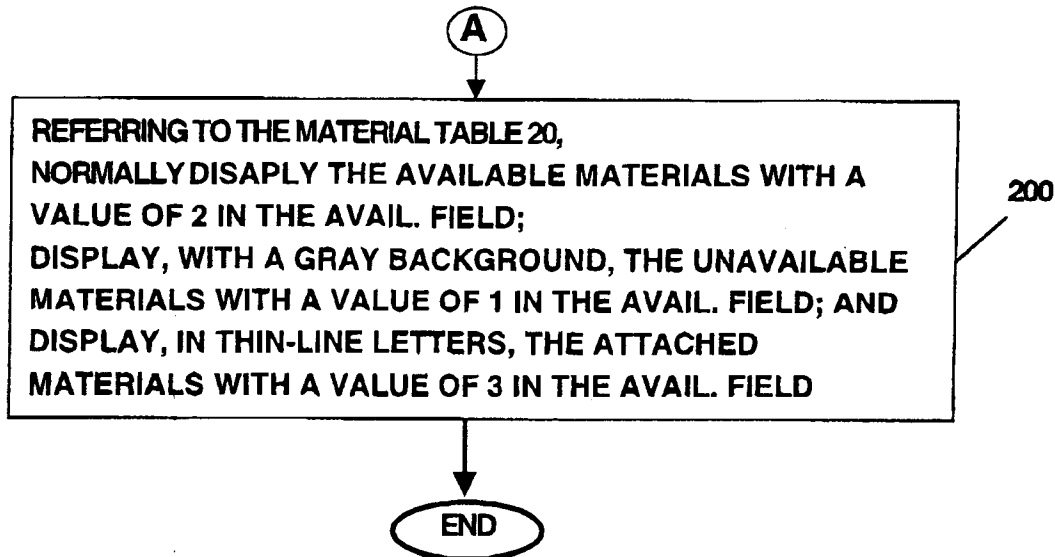 A
REFERRING TO THE MATERIAL TABLE 20,
NORMALLY DISAPLY THE AVAILABLE MATERIALS WITH A
VALUE OF 2 IN THE AVAIL. FIELD;
DISPLAY, WITH A GRAY BACKGROUND, THE UNAVAILABLE
MATERIALS WITH A VALUE OF 1 IN THE AVAIL. FIELD; AND
DISPLAY, IN THIN-LINE LETTERS, THE ATTACHED
MATERIALS WITH A VALUE OF 3 IN THE AVAIL. FIELD
200
END